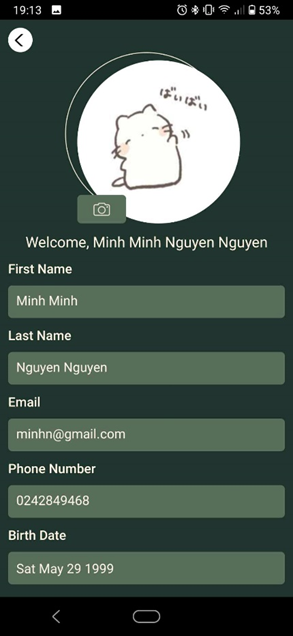 19:13
53%
ばいばい
Welcome, Minh Minh Nguyen Nguyen
First Name
Minh Minh
Last Name
Nguyen Nguyen
Email
minhn@gmail.com
Phone Number
0242849468
Birth Date
Sat May 29 1999